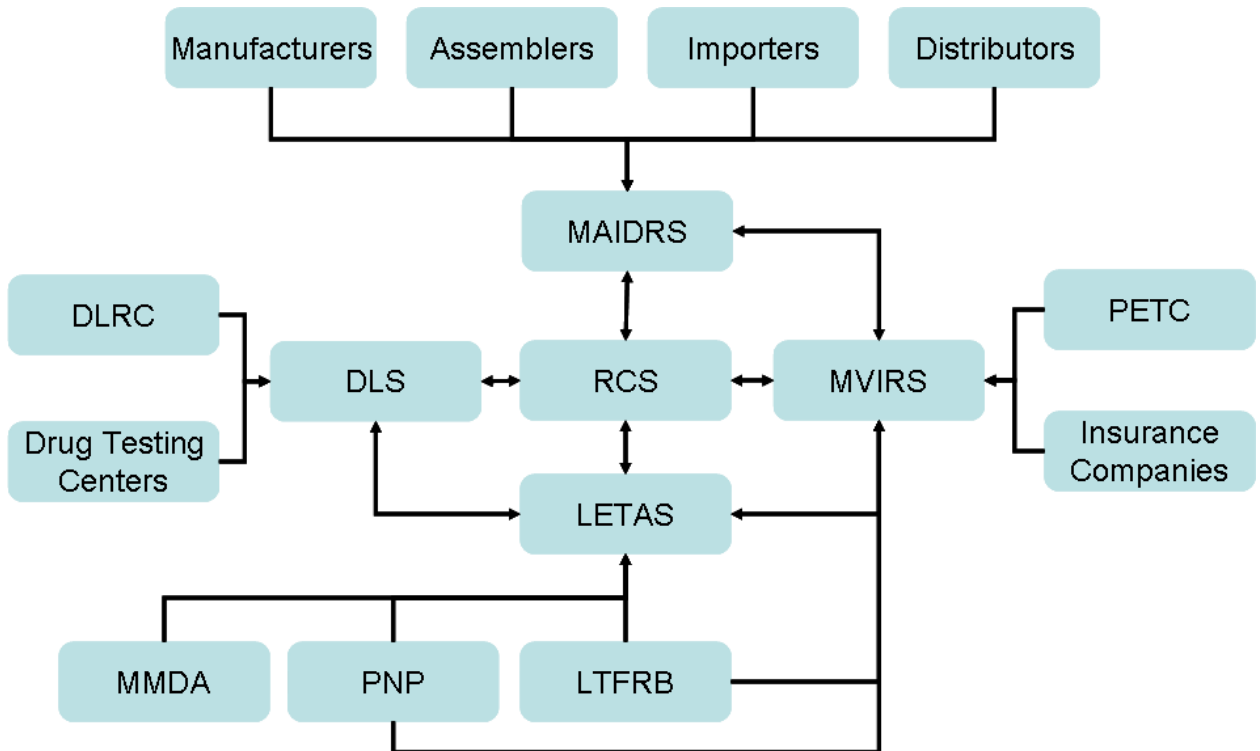 Manufacturers
Assemblers
Importers
Distributors
MAIDRS
DLRC
PETC
DLS
RCS
MVIRS
Drug Testing
Centers
Insurance
Companies
LETAS
MMDA
PNP
LTFRB